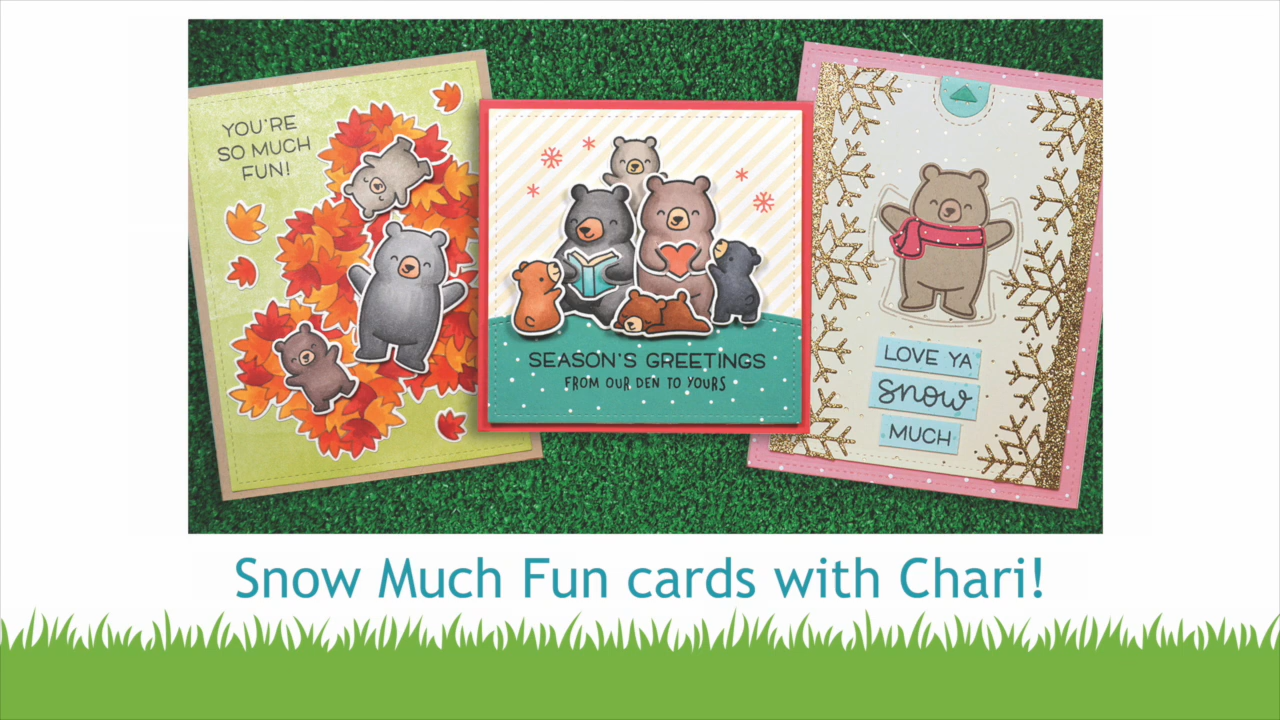 YOU'RE
SO MUCH
FUN!
SEASON'S GREETINGS
FROM OUR DEN TO YOURS
LOVE YA
snow
MUCH
Snow Much Fun cards with Chari!